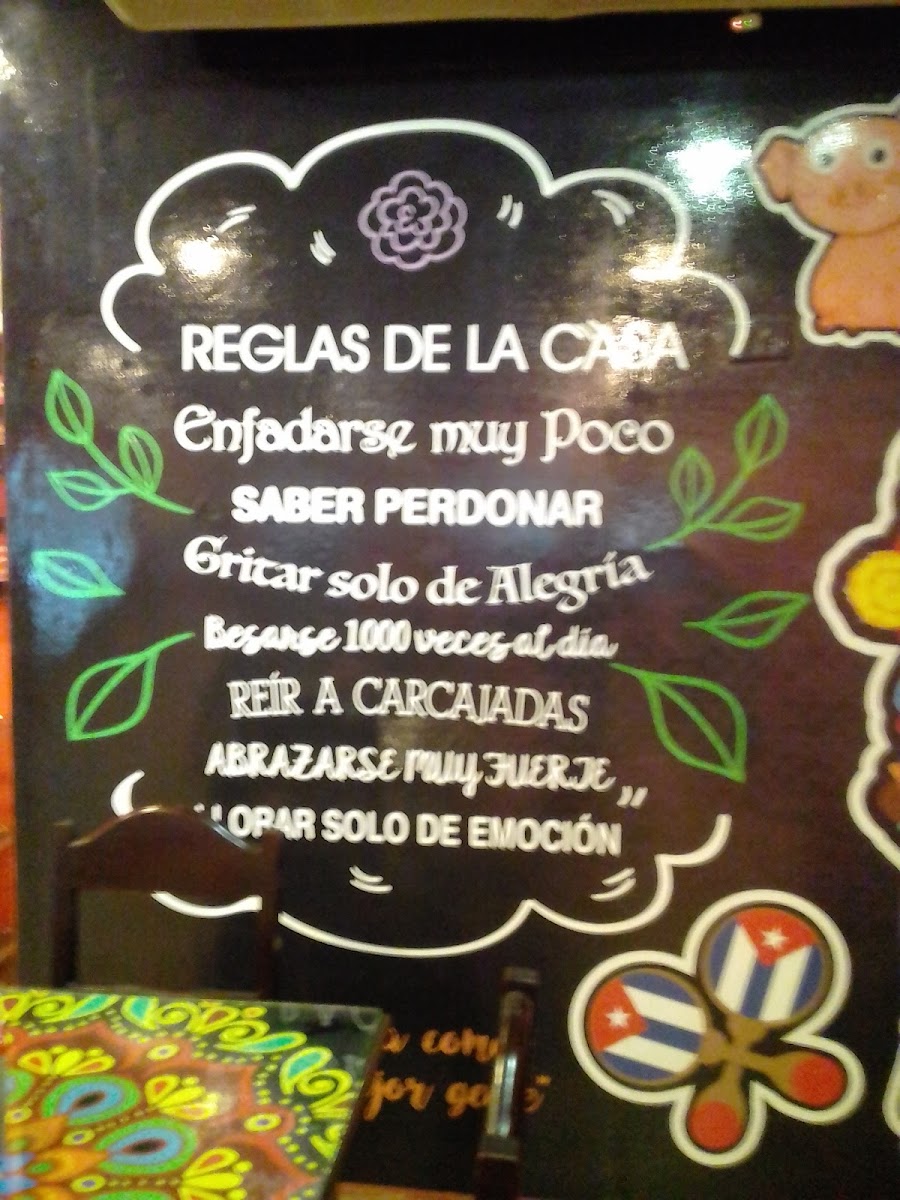 REGLAS DE LA CASA
Enfadarse muy Poco
SABER PERDONAR
Gritar solo de Alegría
Besarse 1000 veces al día
REÍR A CARCAJADAS
ABRAZARSE MUY FUERTE
LLORAR SOLO DE EMOCIÓN